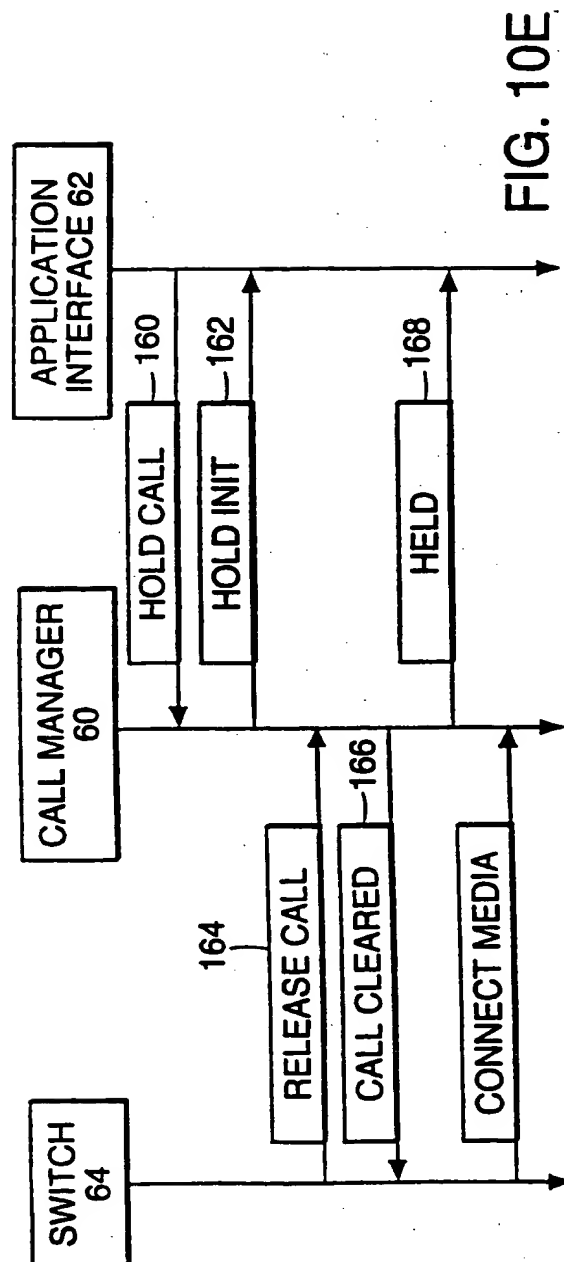 SWITCH
64
CALL MANAGER
60
APPLICATION
INTERFACE 62
HOLD CALL
160
HOLD INIT
162
164
RELEASE CALL
CALL CLEARED
166
HELD
168
CONNECT MEDIA
FIG. 10E